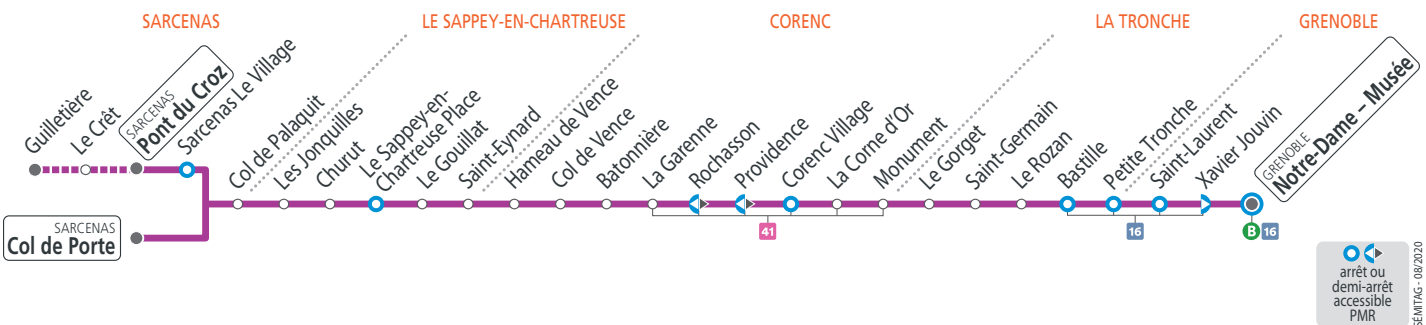 SARCENAS
LE SAPPEY-EN-CHARTREUSE
CORENC
LA TRONCHE
GRENOBLE
Guilletière
Le Crêt
SARCENAS
Pont du Croz
Sarcenas Le Village
Col de Palaquit
Les Jonquilles
Churut
Le Sappey-en-
Chartreuse Place
Le Gouillat
Saint-Eynard
Hameau de Vence
Col de Vence
Batonnière
La Garenne
Rochasson
Providence
Corenc Village
La Corne d'Or
Monument
Le Gorget
Saint-Germain
Le Rozan
Bastille
Petite Tronche
Saint-Laurent
Xavier Jouvin
GRENOBLE
Notre-Dame – Musée
SARCENAS
Col de Porte
41
16
B 16
arrêt ou
demi-arrêt
accessible
PMR
SÉMITAG - 08/2020